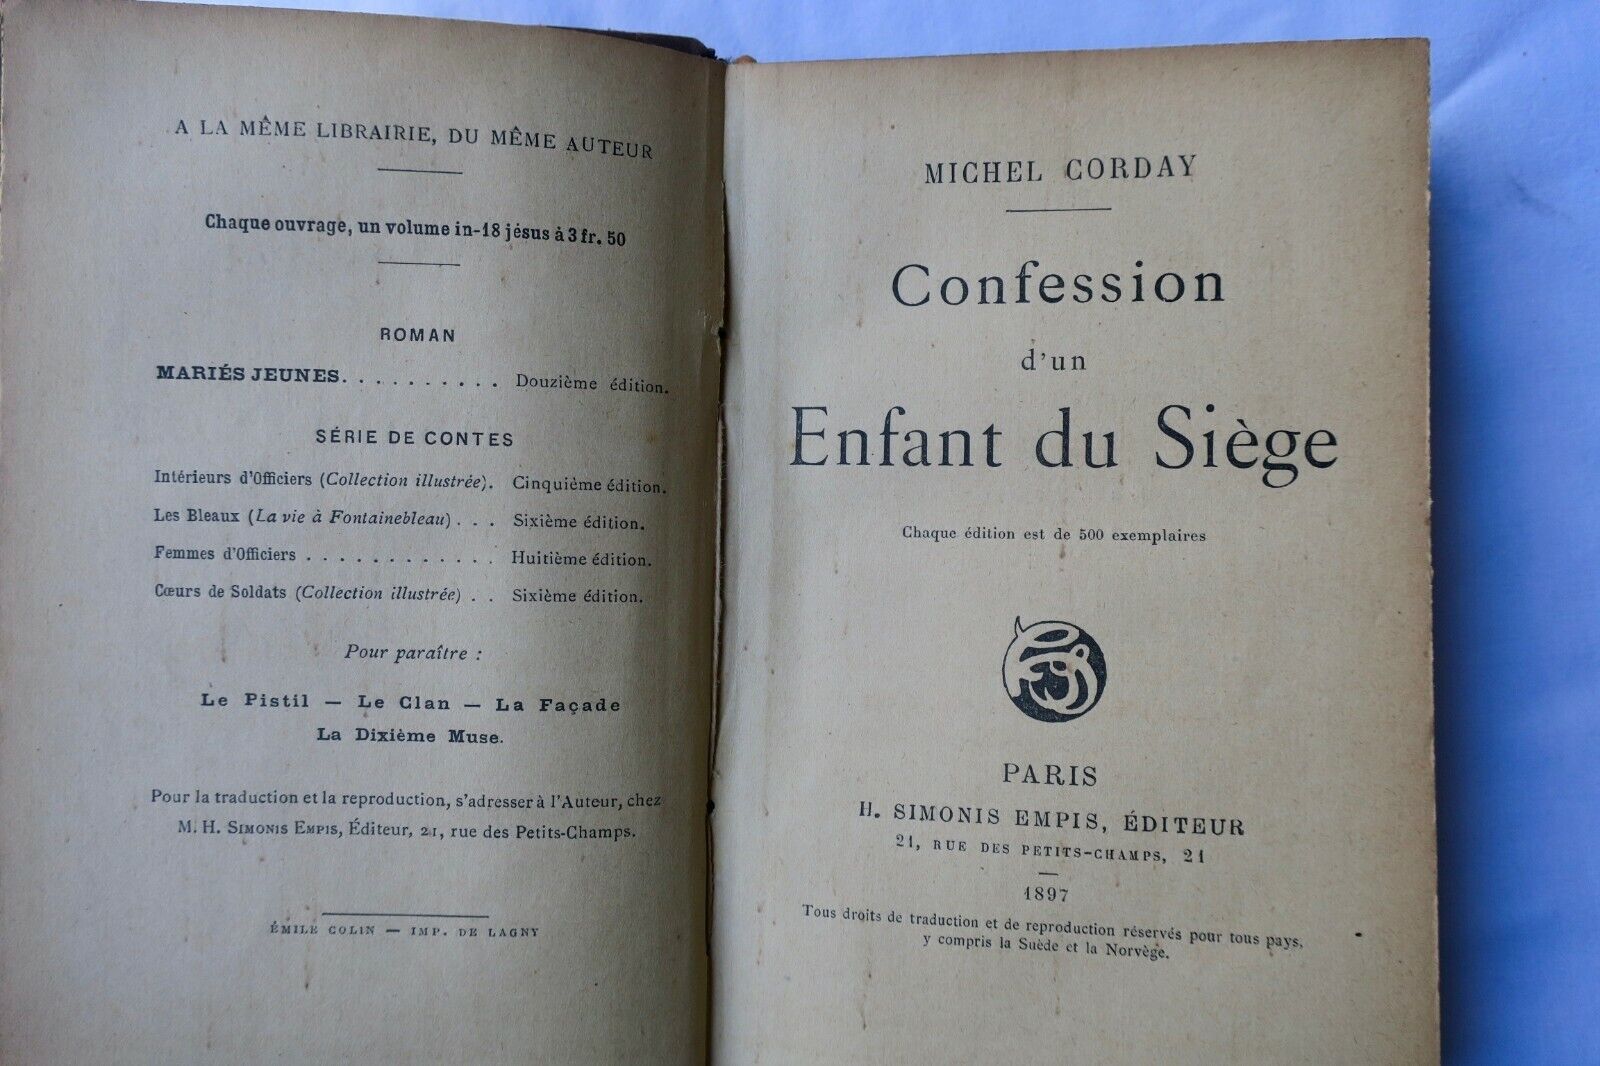 A LA MÊME LIBRAIRIE, DU MÊME AUTEUR
Chaque ouvrage, un volume in-18 jésus à 3 fr. 50
ROMAN
MARIÉS JEUNES. . . . . . . . . . Douzième édition.
SÉRIE DE CONTES
Intérieurs d'Officiers (Collection illustrée). Cinquième édition.
Les Bleaux (La vie à Fontainebleau) . . . Sixième édition.
Femmes d'Officiers . . . . . . . . . . . . Huitième édition.
Cœurs de Soldats (Collection illustrée) . . Sixième édition.
Pour paraître :
Le Pistil — Le Clan — La Façade
La Dixième Muse.
Pour la traduction et la reproduction, s'adresser à l'Auteur, chez
M. H. SIMONIS EMPIS, Éditeur, 21, rue des Petits-Champs.
ÉMILE COLIN — IMP. DE LAGNY
MICHEL CORDAY
Confession
d'un
Enfant du Siège
Chaque édition est de 500 exemplaires
PARIS
H. SIMONIS EMPIS, ÉDITEUR
21, RUE DES PETITS-CHAMPS, 21
1897
Tous droits de traduction et de reproduction réservés pour tous pays,
y compris la Suède et la Norvège.